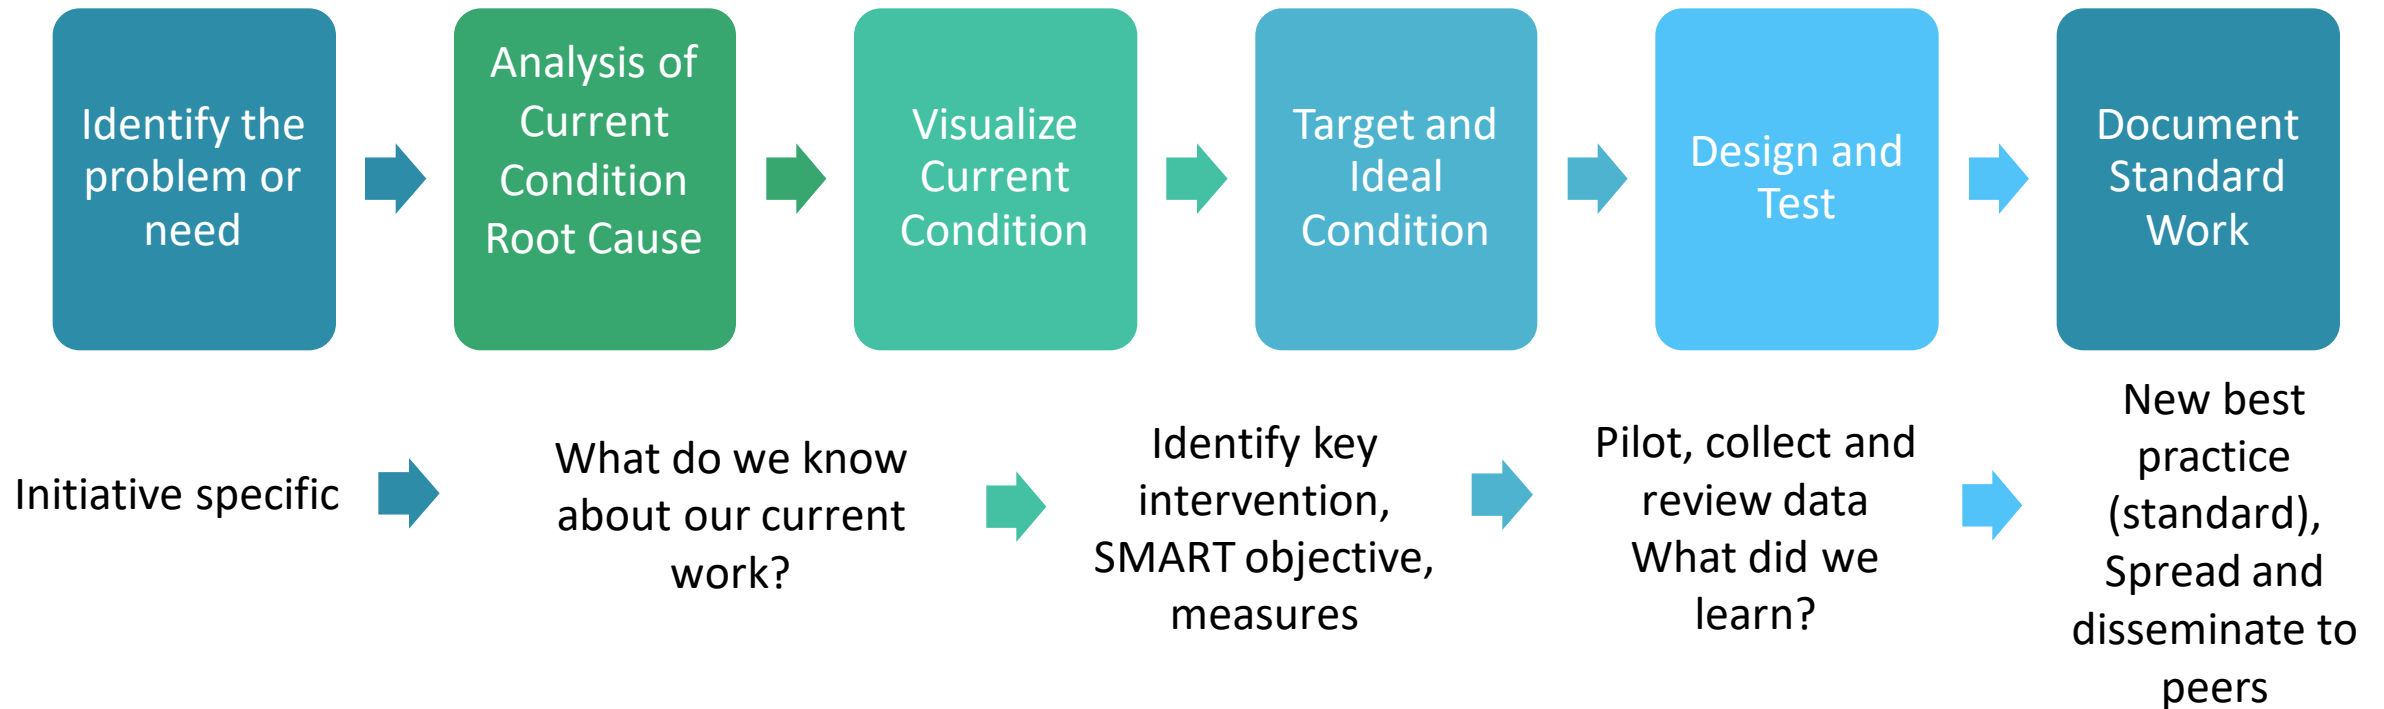 Identify the
problem or
need
Analysis of
Current
Condition
Root Cause
Visualize
Current
Condition
Target and
Ideal
Condition
Design and
Test
Document
Standard
Work
Initiative specific
What do we know
about our current
work?
Identify key
intervention,
SMART objective,
measures
Pilot, collect and
review data
What did we
learn?
New best
practice
(standard),
Spread and
disseminate to
peers